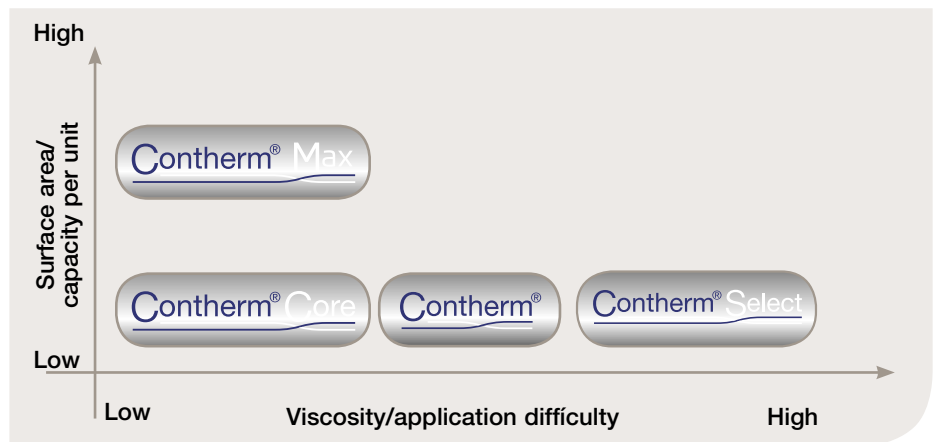 High
Surface area/
capacity per unit
Contherm® Max
Contherm® Core
Contherm®
Contherm® Select
Low
Low
Viscosity/application difficulty
High